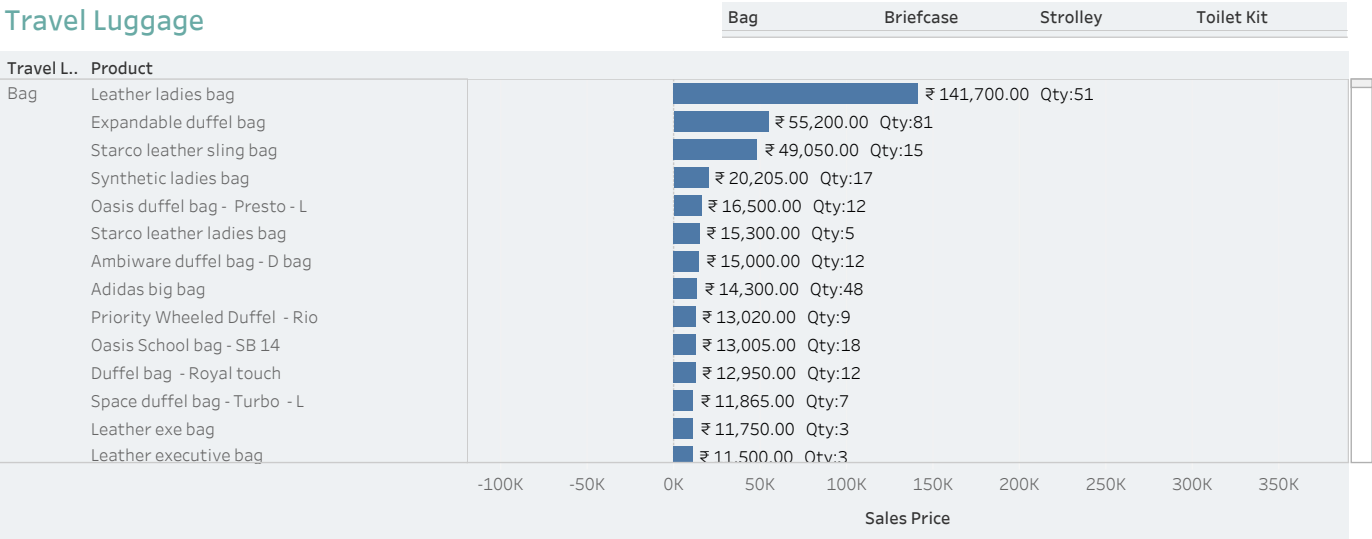 Travel Luggage
Bag Briefcase Strolley Toilet Kit
Travel L.. Product
Bag Leather ladies bag ₹ 141,700.00 Qty:51
Expandable duffel bag ₹ 55,200.00 Qty:81
Starco leather sling bag ₹ 49,050.00 Qty:15
Synthetic ladies bag ₹ 20,205.00 Qty:17
Oasis duffel bag - Presto - L ₹ 16,500.00 Qty:12
Starco leather ladies bag ₹ 15,300.00 Qty:5
Ambiware duffel bag - D bag ₹ 15,000.00 Qty:12
Adidas big bag ₹ 14,300.00 Qty:48
Priority Wheeled Duffel - Rio ₹ 13,020.00 Qty:9
Oasis School bag - SB 14 ₹ 13,005.00 Qty:18
Duffel bag - Royal touch ₹ 12,950.00 Qty:12
Space duffel bag - Turbo - L ₹ 11,865.00 Qty:7
Leather exe bag ₹ 11,750.00 Qty:3
Leather executive bag ₹ 11,500.00 Qty:3
-100K -50K 0K 50K 100K 150K 200K 250K 300K 350K
Sales Price